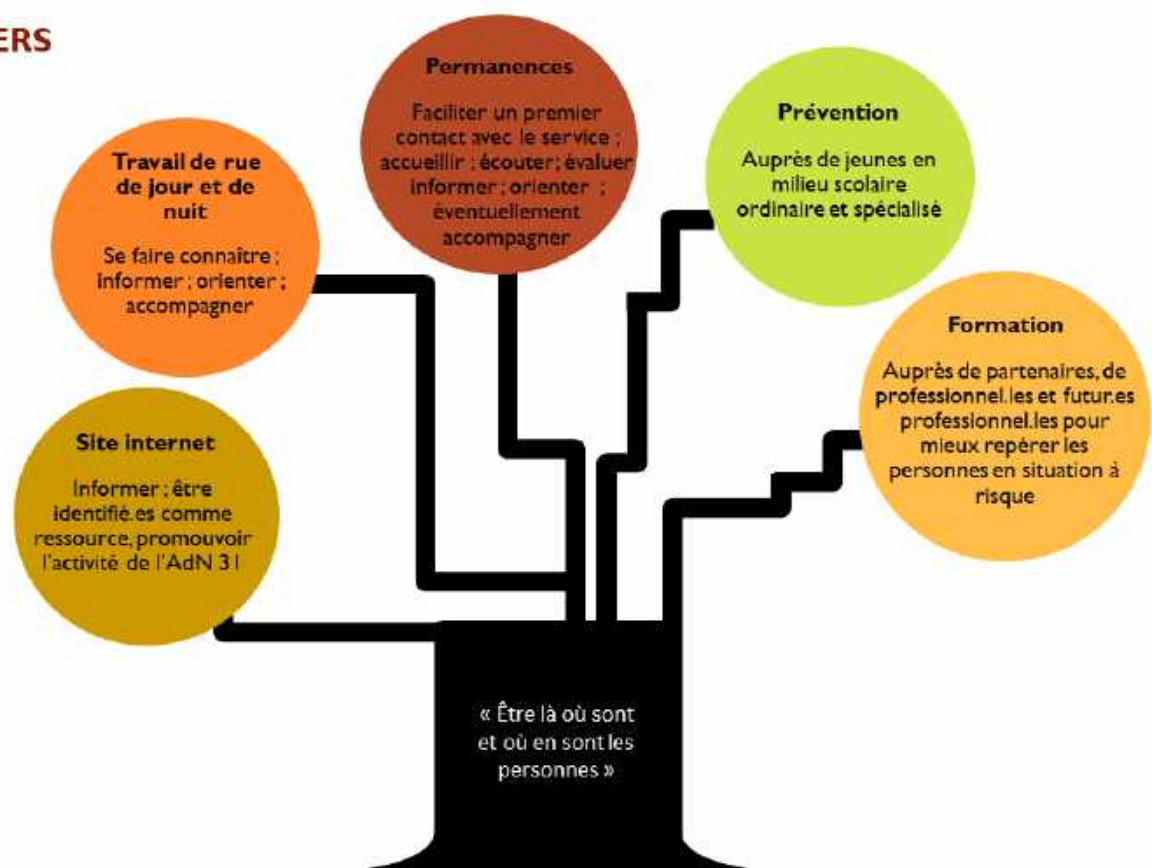 ERS
Permanences
Faciliter un premier
contact avec le service ;
accueillir ; écouter ; évaluer
informer ; orienter ;
éventuellement
accompagner
Prévention
Auprès de jeunes en
milieu scolaire
ordinaire et spécialisé
Travail de rue
de jour et de
nuit
Se faire connaître ;
informer ; orienter ;
accompagner
Formation
Auprès de partenaires, de
professionnel.les et futur.es
professionnel.les pour
mieux repérer les
personnes en situation à
risque
Site internet
Informer ; être
identifié.es comme
ressource, promouvoir
l'activité de l'AdN 31
« Être là où sont
et où en sont les
personnes »